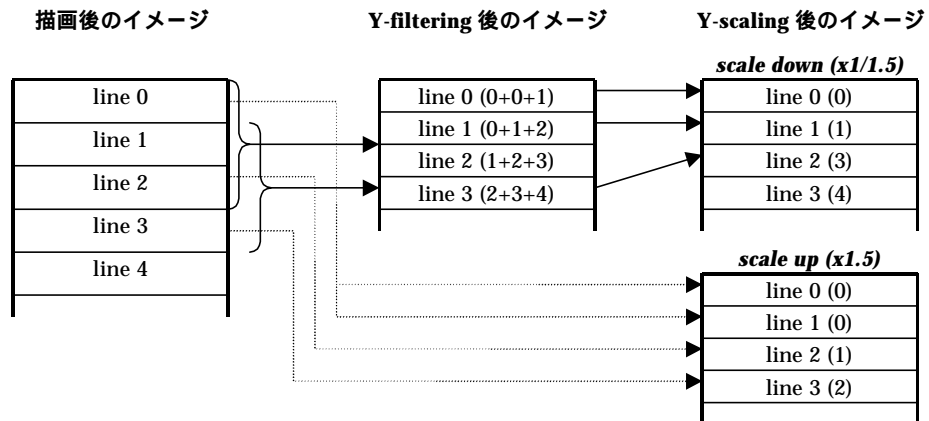 描画後のイメージ
Y-filtering 後のイメージ
Y-scaling 後のイメージ
line 0
line 1
line 2
line 3
line 4
line 0 (0+0+1)
line 1 (0+1+2)
line 2 (1+2+3)
line 3 (2+3+4)
scale down (x1/1.5)
line 0 (0)
line 1 (1)
line 2 (3)
line 3 (4)
scale up (x1.5)
line 0 (0)
line 1 (0)
line 2 (1)
line 3 (2)